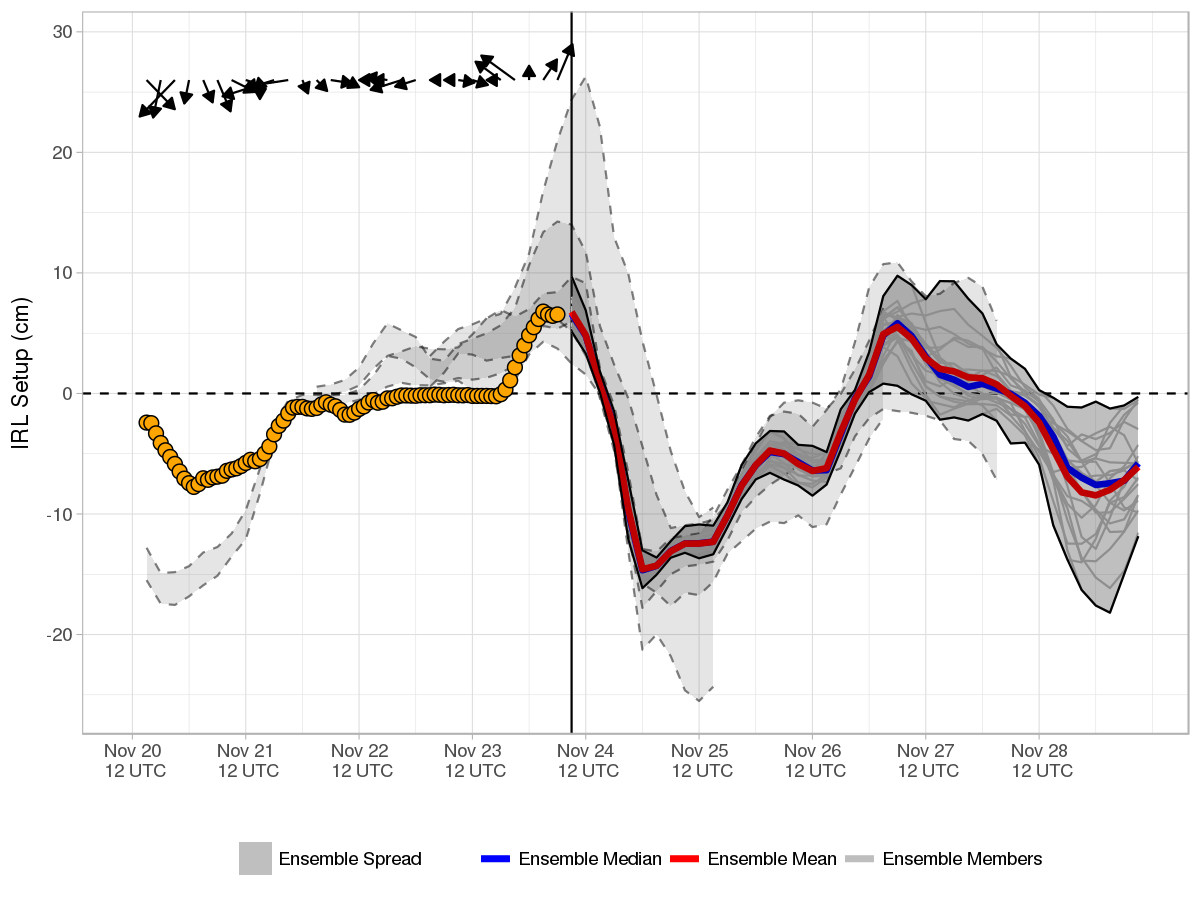 30
20
10
0
-10
-20
IRL Setup (cm)
Nov 20 Nov 21 Nov 22 Nov 23 Nov 24 Nov 25 Nov 26 Nov 27 Nov 28
12 UTC 12 UTC 12 UTC 12 UTC 12 UTC 12 UTC 12 UTC 12 UTC 12 UTC
Ensemble Spread Ensemble Median Ensemble Mean Ensemble Members